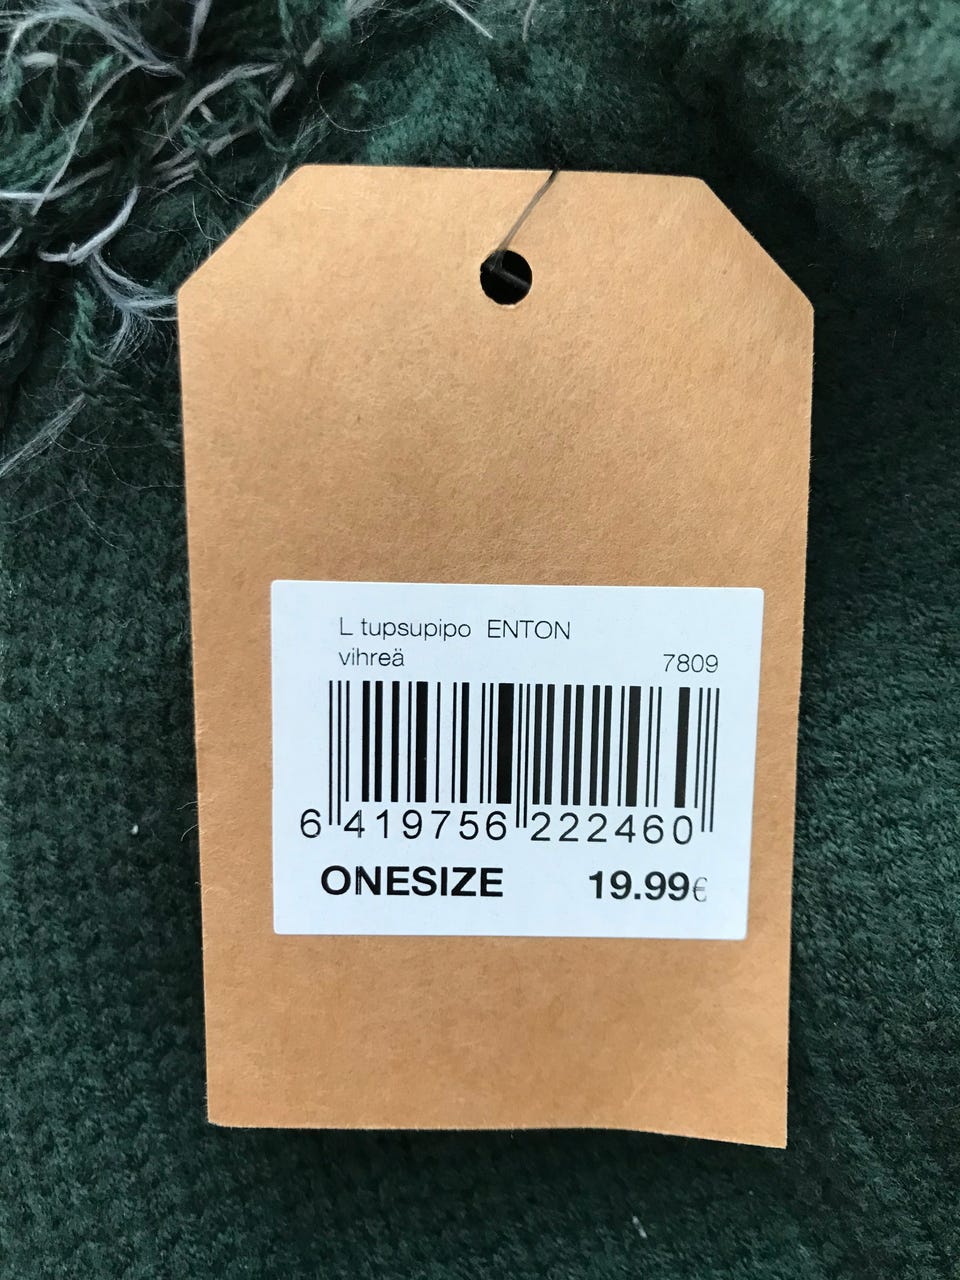 L tupsupipo ENTON
vihreä 7809
6 419756 222460
ONESIZE 19.99€